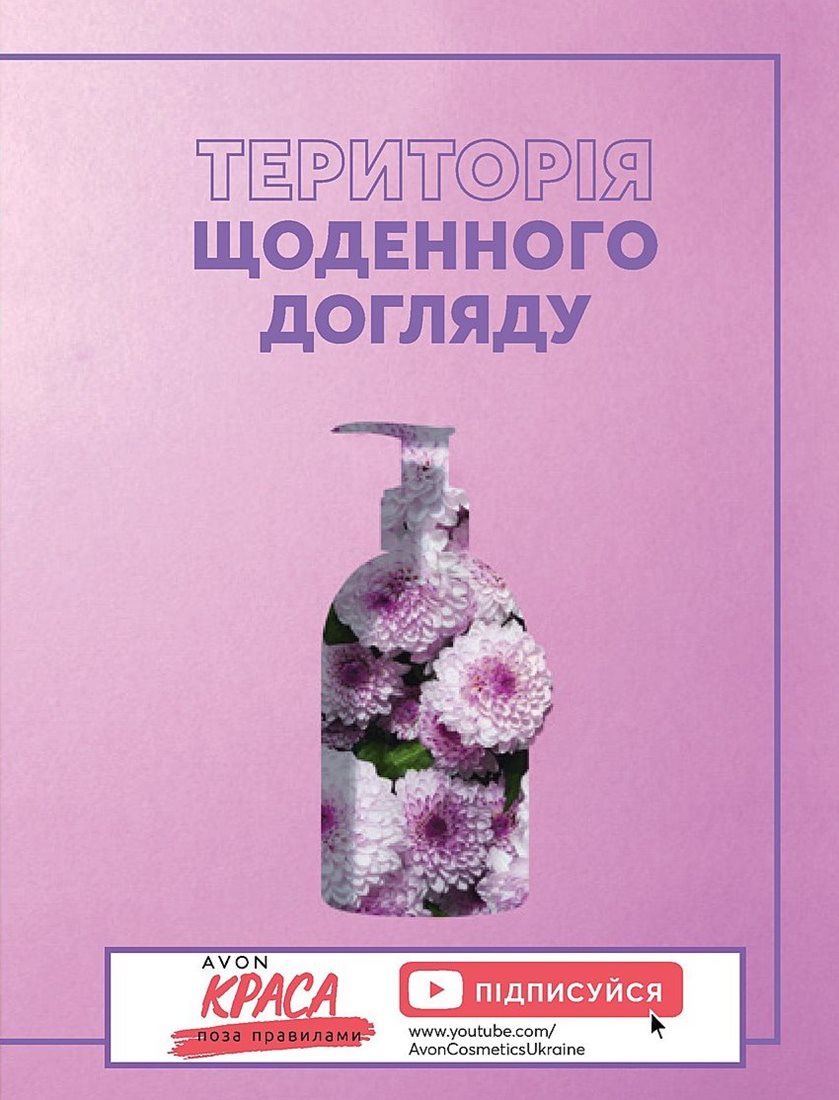 ТЕРИТОРІЯ
ЩОДЕННОГО
ДОГЛЯДУ
AVON
КРАСА
поза правилами
ПІДПИСУЙСЯ
www.youtube.com/
AvonCosmeticsUkraine